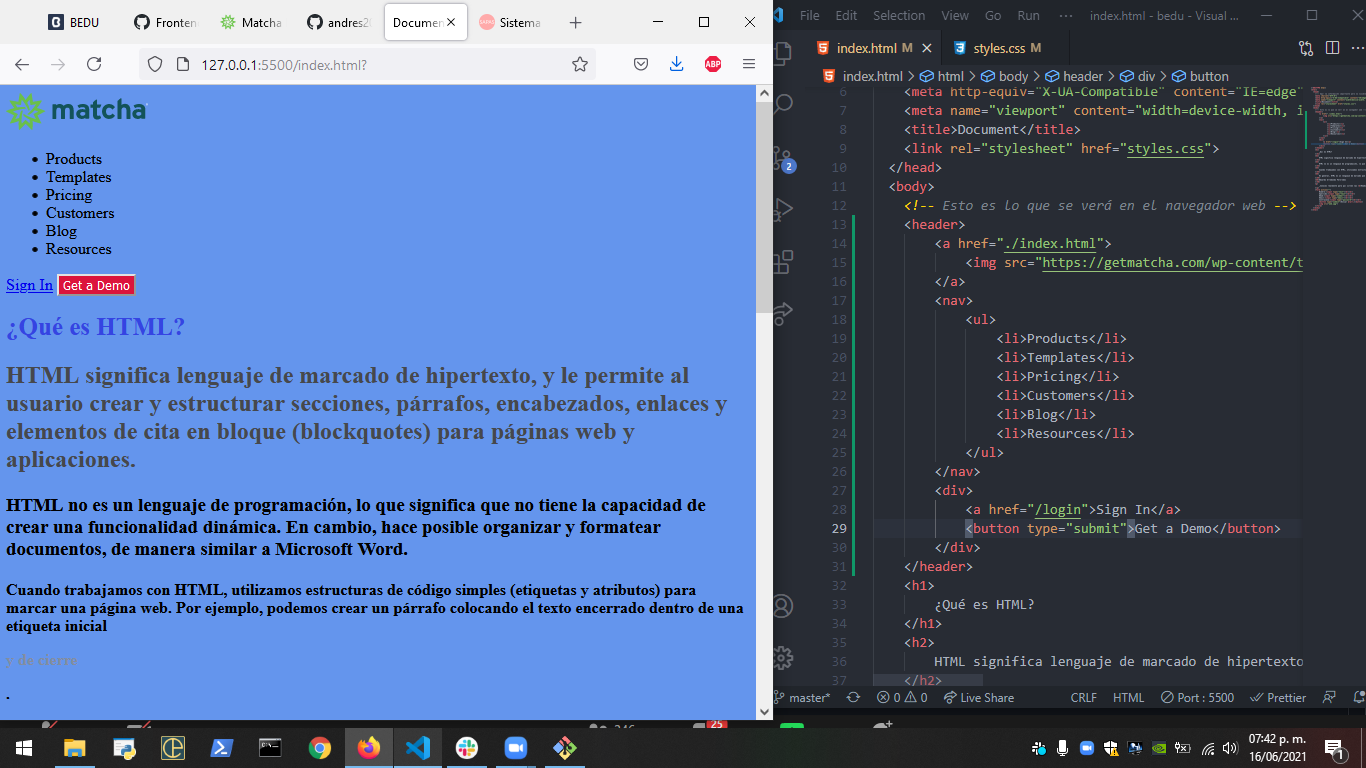 BEDU
Fronten
Matcha
andres2
Documen
Sistema
127.0.0.1:5500/index.html?
ABP
matcha
Products
Templates
Pricing
Customers
Blog
Resources
Sign In Get a Demo
¿Qué es HTML?
HTML significa lenguaje de marcado de hipertexto, y le permite al
usuario crear y estructurar secciones, párrafos, encabezados, enlaces y
elementos de cita en bloque (blockquotes) para páginas web y
aplicaciones.
HTML no es un lenguaje de programación, lo que significa que no tiene la capacidad de
crear una funcionalidad dinámica. En cambio, hace posible organizar y formatear
documentos, de manera similar a Microsoft Word.
Cuando trabajamos con HTML, utilizamos estructuras de código simples (etiquetas y atributos) para
marcar una página web. Por ejemplo, podemos crear un párrafo colocando el texto encerrado dentro de una
etiqueta inicial
y de cierre
.
File Edit Selection View Go Run ··· index.html - bedu - Visual ...
index.html M styles.css M
index.html > html > body > header > div > button
6 <meta http-equiv="X-UA-Compatible" content="IE=edge"
7 <meta name="viewport" content="width=device-width, i
8 <title>Document</title>
9 <link rel="stylesheet" href="styles.css">
10 </head>
11 <body>
12 <!-- Esto es lo que se verá en el navegador web -->
13 <header>
14 <a href="./index.html">
15 <img src="https://getmatcha.com/wp-content/t
16 </a>
17 <nav>
18 <ul>
19 <li>Products</li>
20 <li>Templates</li>
21 <li>Pricing</li>
22 <li>Customers</li>
23 <li>Blog</li>
24 <li>Resources</li>
25 </ul>
26 </nav>
27 <div>
28 <a href="/login">Sign In</a>
29 <button type="submit">Get a Demo</button>
30 </div>
31 </header>
32 <h1>
33 ¿Qué es HTML?
34 </h1>
35 <h2>
36 HTML significa lenguaje de marcado de hipertexto
37 </h2>
2
master* 0 0 Live Share CRLF HTML Port : 5500 Prettier
25
07:42 p. m.
16/06/2021
1